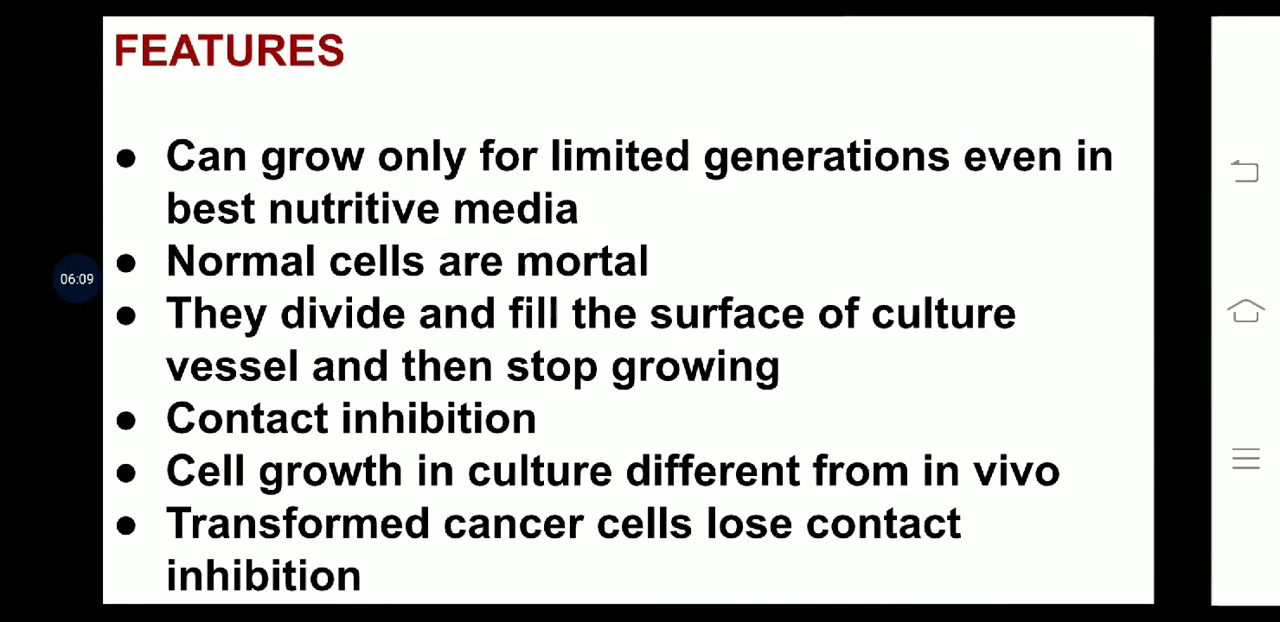 FEATURES
● Can grow only for limited generations even in
best nutritive media
● Normal cells are mortal
06:09
● They divide and fill the surface of culture
vessel and then stop growing
● Contact inhibition
● Cell growth in culture different from in vivo
● Transformed cancer cells lose contact
inhibition